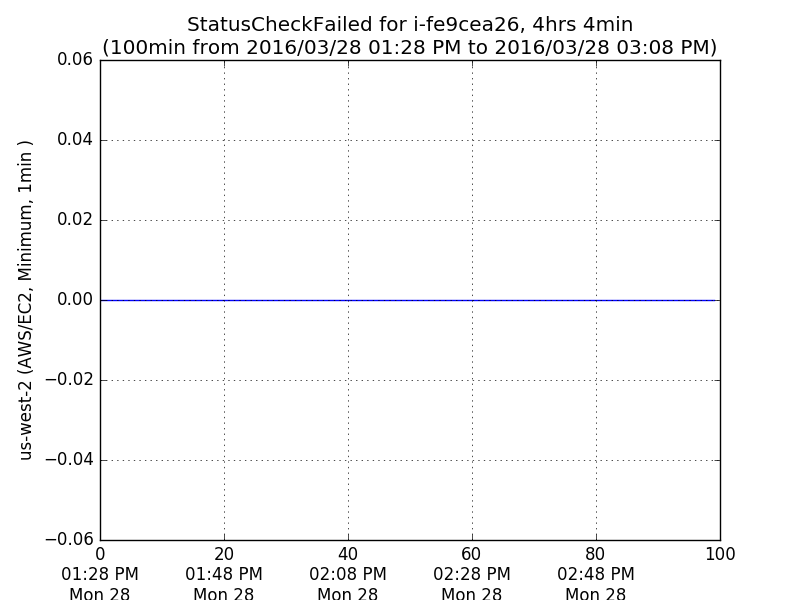 StatusCheckFailed for i-fe9cea26, 4hrs 4min
(100min from 2016/03/28 01:28 PM to 2016/03/28 03:08 PM)
us-west-2 (AWS/EC2, Minimum, 1min )
0.06
0.04
0.02
0.00
−0.02
−0.04
−0.06
0 20 40 60 80 100
01:28 PM 01:48 PM 02:08 PM 02:28 PM 02:48 PM
Mon 28 Mon 28 Mon 28 Mon 28 Mon 28